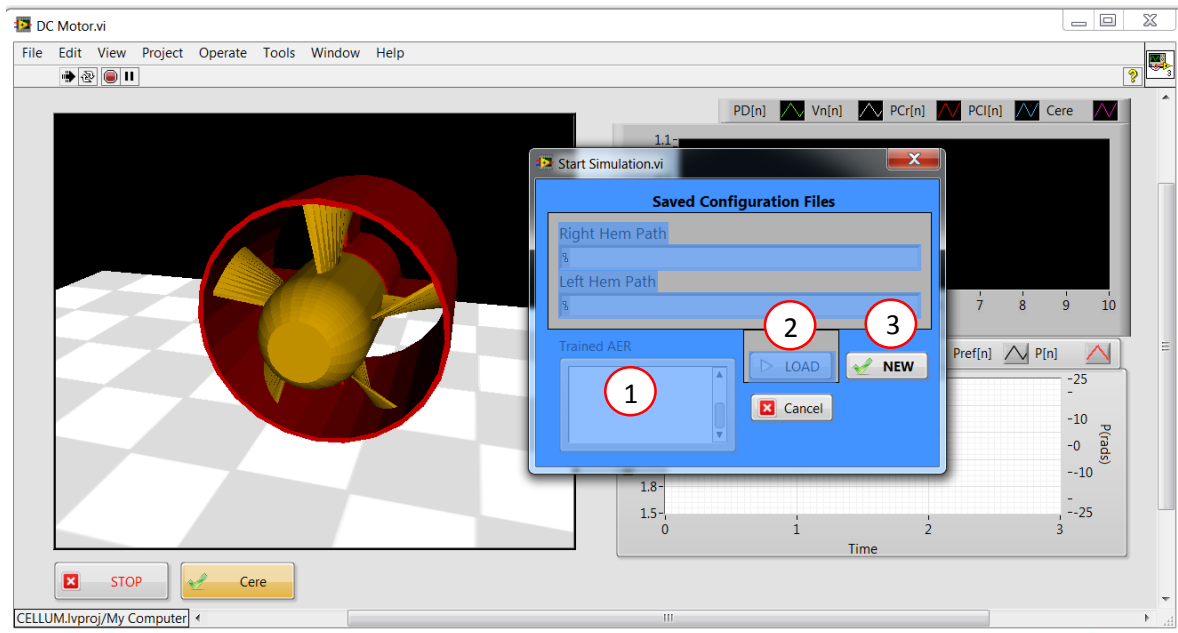 DC Motor.vi
File Edit View Project Operate Tools Window Help
3
PD[n] Vn[n] PCr[n] PCl[n] Cere
1.1
Start Simulation.vi
Saved Configuration Files
Right Hem Path
Left Hem Path
7 8 9 10
2 3
Trained AER
LOAD NEW
1
Cancel
Pref[n] P[n]
-25
-10
-0
--10
--25
P(rads)
1.8
1.5
0 1 2 3
Time
STOP Cere
CELLUM.lvproj/My Computer